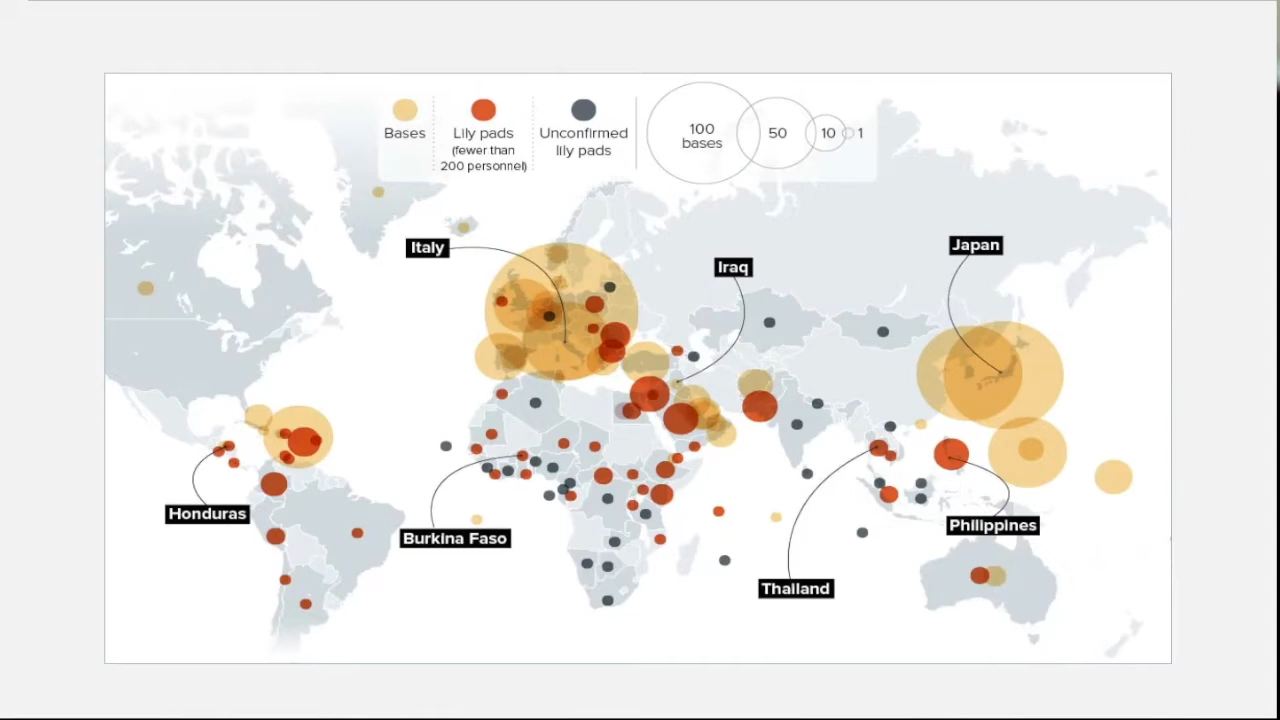 Bases
Lily pads
(fewer than
200 personnel)
Unconfirmed
lily pads
100
bases
50
10
1
Italy
Iraq
Japan
Honduras
Burkina Faso
Thailand
Philippines